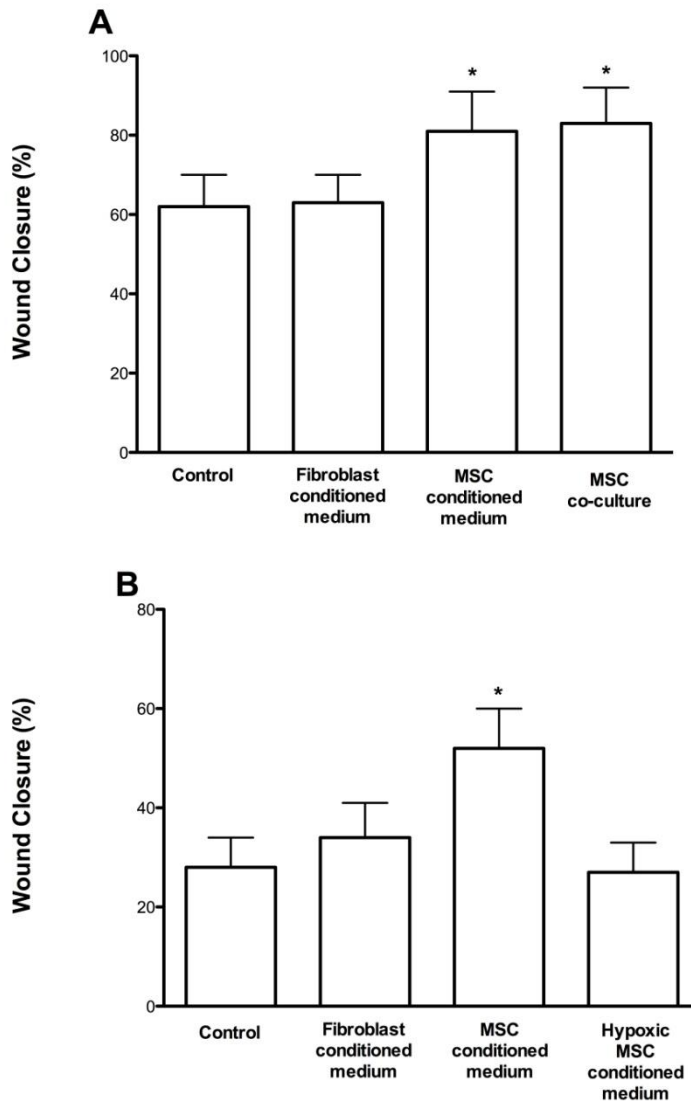 A
100
80
60
40
20
0
Wound Closure (%)
*
*
Control
Fibroblast
conditioned
medium
MSC
conditioned
medium
MSC
co-culture
B
80
60
40
20
0
Wound Closure (%)
*
Control
Fibroblast
conditioned
medium
MSC
conditioned
medium
Hypoxic
MSC
conditioned
medium